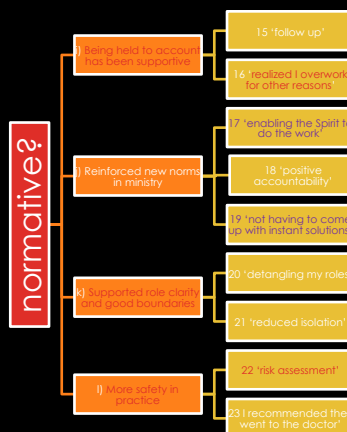 normative?
i) Being held to account
has been supportive
15 ‘follow up’
16 ‘realized I overwork
for other reasons
j) Reinforced new norms
in ministry
17 ‘enabling the Spirit to
do the work’
18 ‘positive
accountability’
19 ‘not having to come
up with instant solutions’
k) Supported role clarity
and good boundaries
20 ‘detangling my roles’
21 ‘reduced isolation’
l) More safety in
practice
22 ‘risk assessment’
23 I recommended they
went to the doctor’